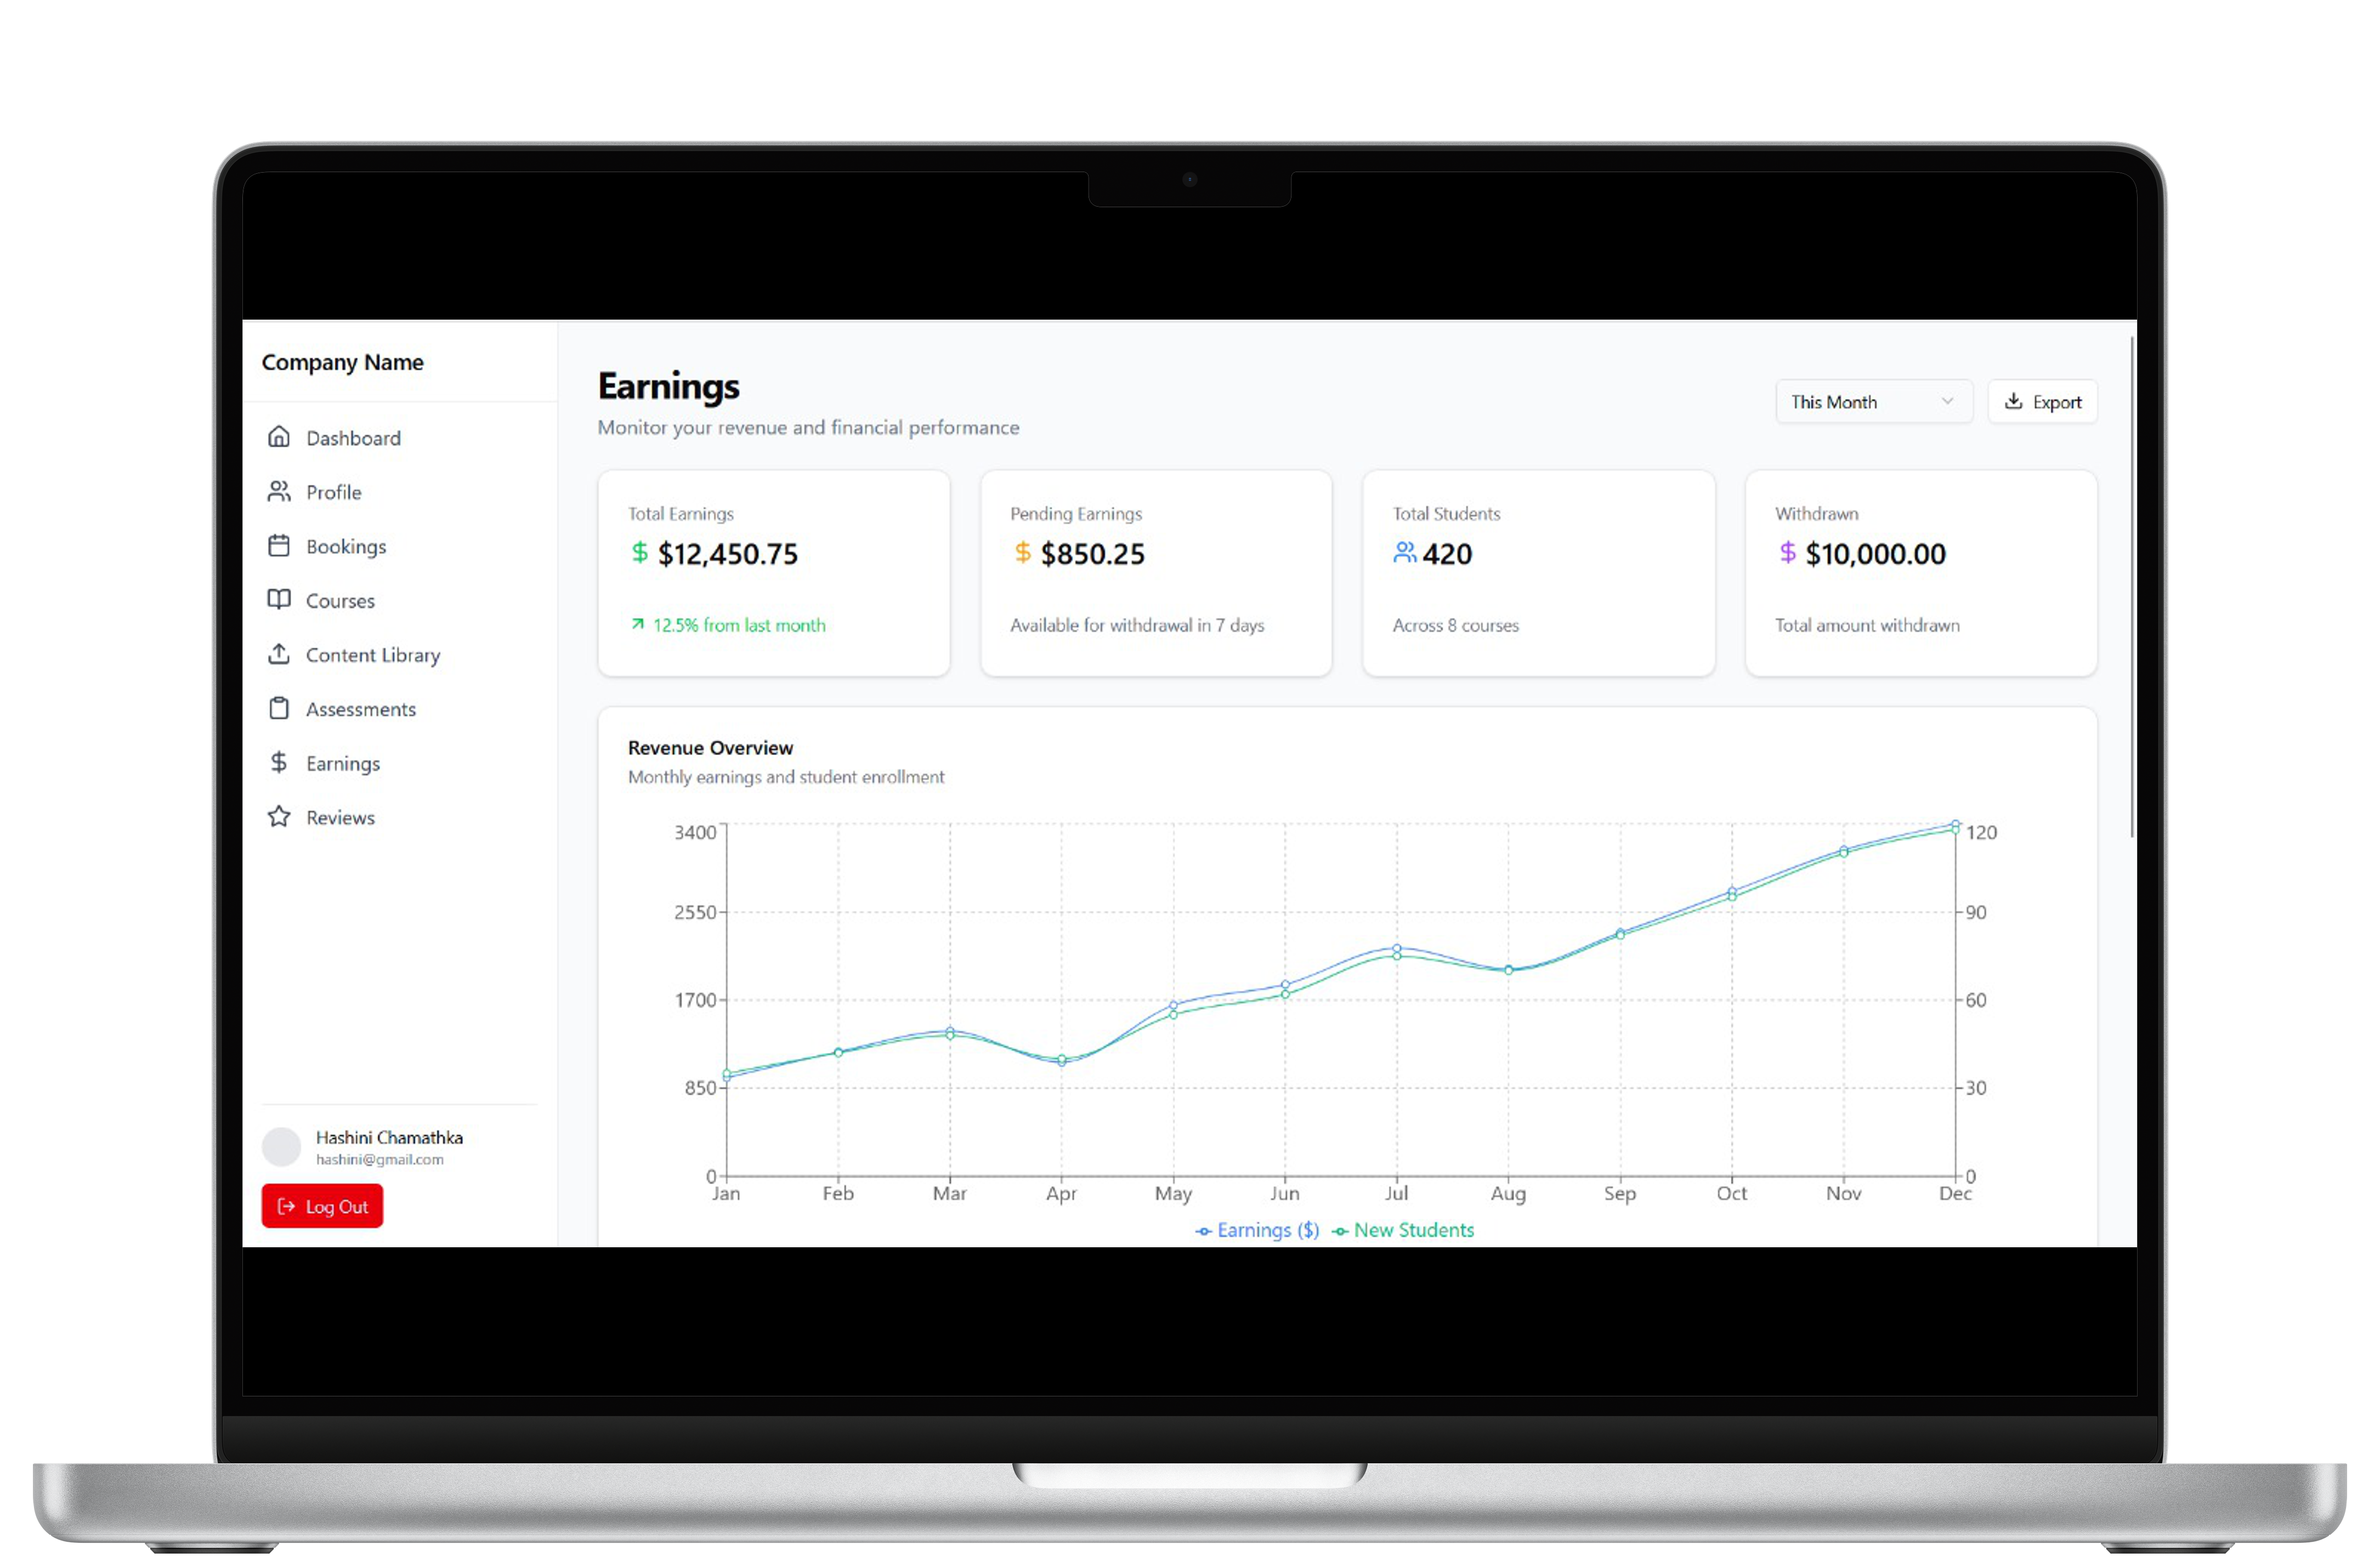 Company Name
Dashboard
Profile
Bookings
Courses
Content Library
Assessments
Earnings
Reviews
Hashini Chamathka
hashini@gmail.com
Log Out
Earnings
Monitor your revenue and financial performance
This Month
Export
Total Earnings
$ $12,450.75
12.5% from last month
Pending Earnings
$ $850.25
Available for withdrawal in 7 days
Total Students
420
Across 8 courses
Withdrawn
$ $10,000.00
Total amount withdrawn
Revenue Overview
Monthly earnings and student enrollment
3400
2550
1700
850
0
120
90
60
30
0
Jan Feb Mar Apr May Jun Jul Aug Sep Oct Nov Dec
Earnings ($) New Students